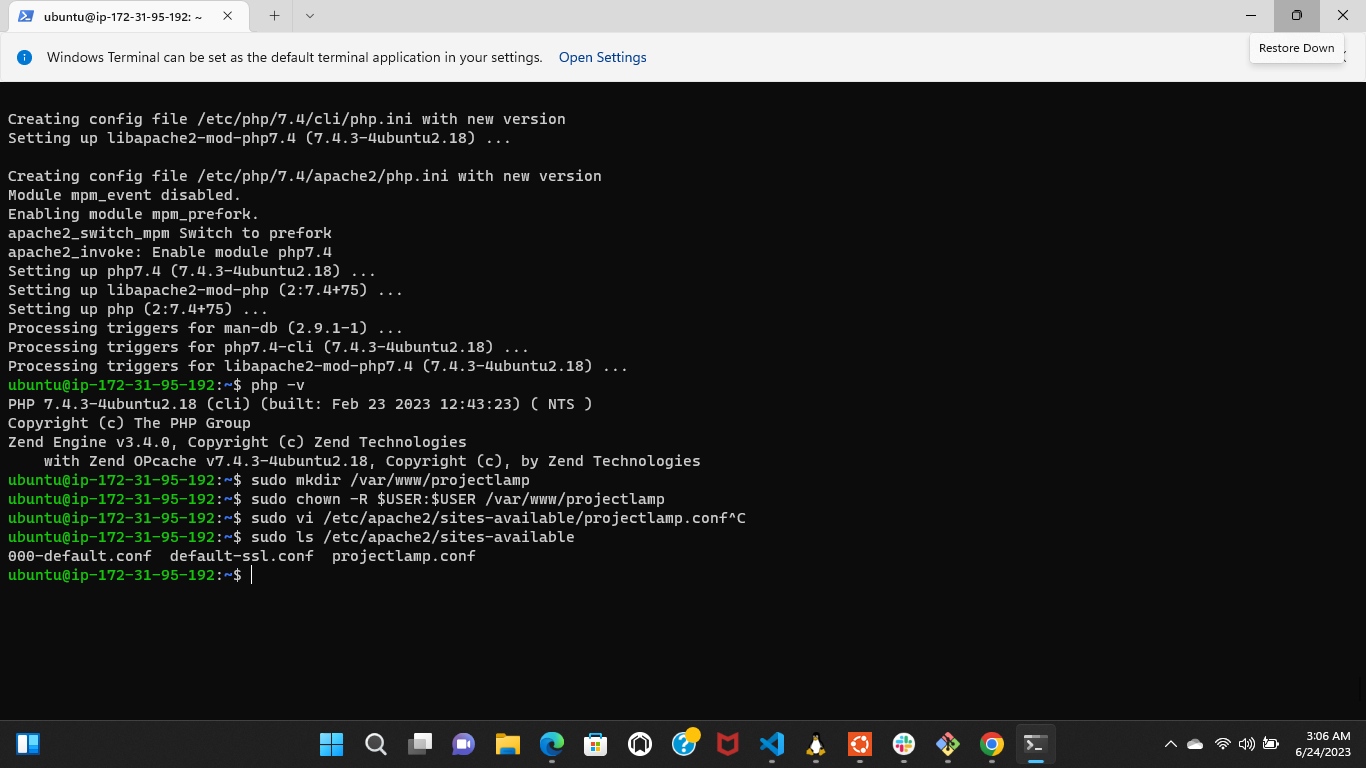 ubuntu@ip-172-31-95-192: ~
Windows Terminal can be set as the default terminal application in your settings. Open Settings
Restore Down
Creating config file /etc/php/7.4/cli/php.ini with new version
Setting up libapache2-mod-php7.4 (7.4.3-4ubuntu2.18) ...
Creating config file /etc/php/7.4/apache2/php.ini with new version
Module mpm_event disabled.
Enabling module mpm_prefork.
apache2_switch_mpm Switch to prefork
apache2_invoke: Enable module php7.4
Setting up php7.4 (7.4.3-4ubuntu2.18) ...
Setting up libapache2-mod-php (2:7.4+75) ...
Setting up php (2:7.4+75) ...
Processing triggers for man-db (2.9.1-1) ...
Processing triggers for php7.4-cli (7.4.3-4ubuntu2.18) ...
Processing triggers for libapache2-mod-php7.4 (7.4.3-4ubuntu2.18) ...
ubuntu@ip-172-31-95-192:~$ php -v
PHP 7.4.3-4ubuntu2.18 (cli) (built: Feb 23 2023 12:43:23) ( NTS )
Copyright (c) The PHP Group
Zend Engine v3.4.0, Copyright (c) Zend Technologies
    with Zend OPcache v7.4.3-4ubuntu2.18, Copyright (c), by Zend Technologies
ubuntu@ip-172-31-95-192:~$ sudo mkdir /var/www/projectlamp
ubuntu@ip-172-31-95-192:~$ sudo chown -R $USER:$USER /var/www/projectlamp
ubuntu@ip-172-31-95-192:~$ sudo vi /etc/apache2/sites-available/projectlamp.conf^C
ubuntu@ip-172-31-95-192:~$ sudo ls /etc/apache2/sites-available
000-default.conf  default-ssl.conf  projectlamp.conf
ubuntu@ip-172-31-95-192:~$
3:06 AM
6/24/2023